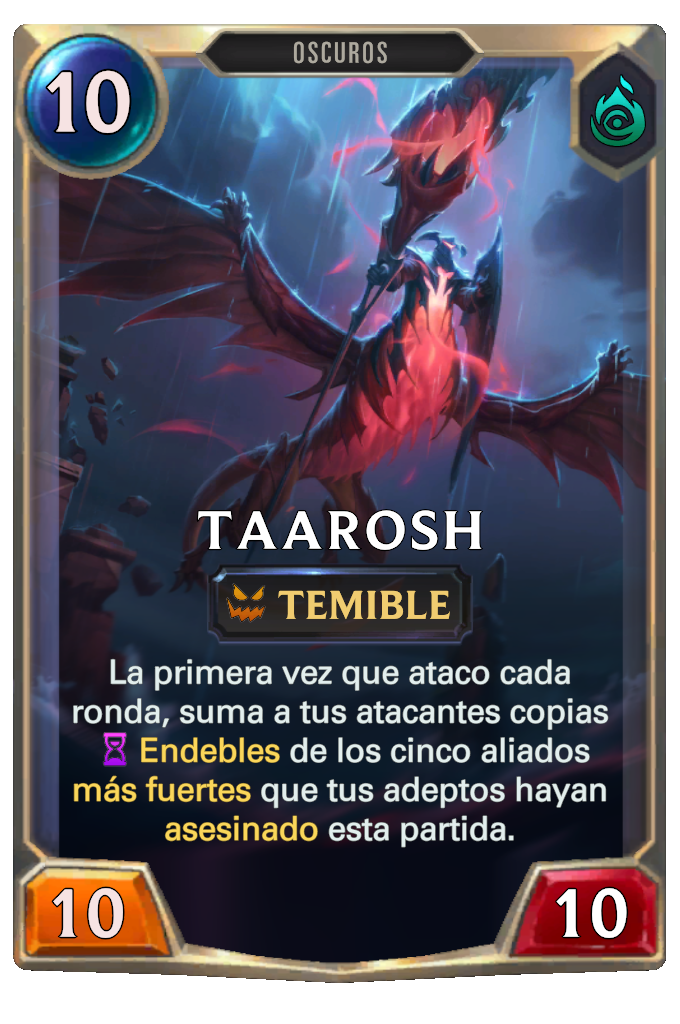 OSCUROS
10
TAAROSH
TEMIBLE
La primera vez que ataco cada
ronda, suma a tus atacantes copias
Endebles de los cinco aliados
más fuertes que tus adeptos hayan
asesinado esta partida.
10
10